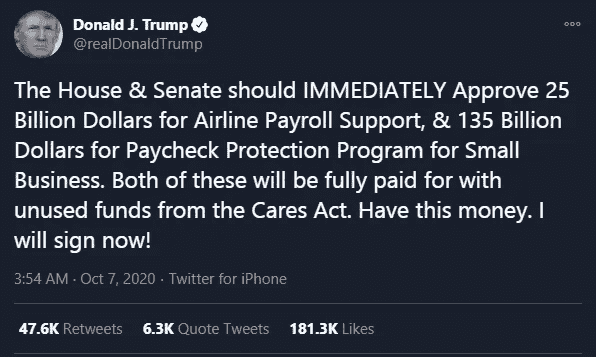 Donald J. Trump
@realDonaldTrump
The House & Senate should IMMEDIATELY Approve 25
Billion Dollars for Airline Payroll Support, & 135 Billion
Dollars for Paycheck Protection Program for Small
Business. Both of these will be fully paid for with
unused funds from the Cares Act. Have this money. I
will sign now!
3:54 AM · Oct 7, 2020 · Twitter for iPhone
47.6K Retweets 6.3K Quote Tweets 181.3K Likes